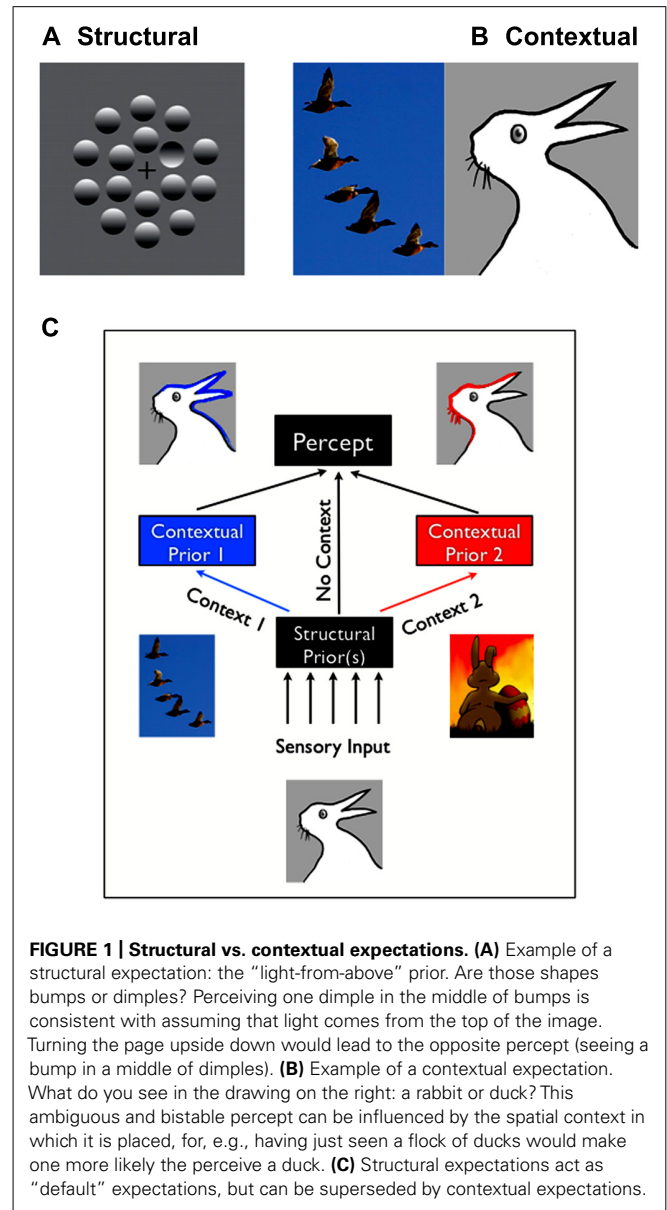 A Structural
B Contextual
C
Percept
Contextual
Prior 1
No Context
Contextual
Prior 2
Context 1
Context 2
Structural
Prior(s)
Sensory Input
FIGURE 1 | Structural vs. contextual expectations. (A) Example of a
structural expectation: the “light-from-above” prior. Are those shapes
bumps or dimples? Perceiving one dimple in the middle of bumps is
consistent with assuming that light comes from the top of the image.
Turning the page upside down would lead to the opposite percept (seeing a
bump in a middle of dimples). (B) Example of a contextual expectation.
What do you see in the drawing on the right: a rabbit or duck? This
ambiguous and bistable percept can be influenced by the spatial context in
which it is placed, for, e.g., having just seen a flock of ducks would make
one more likely the perceive a duck. (C) Structural expectations act as
“default” expectations, but can be superseded by contextual expectations.